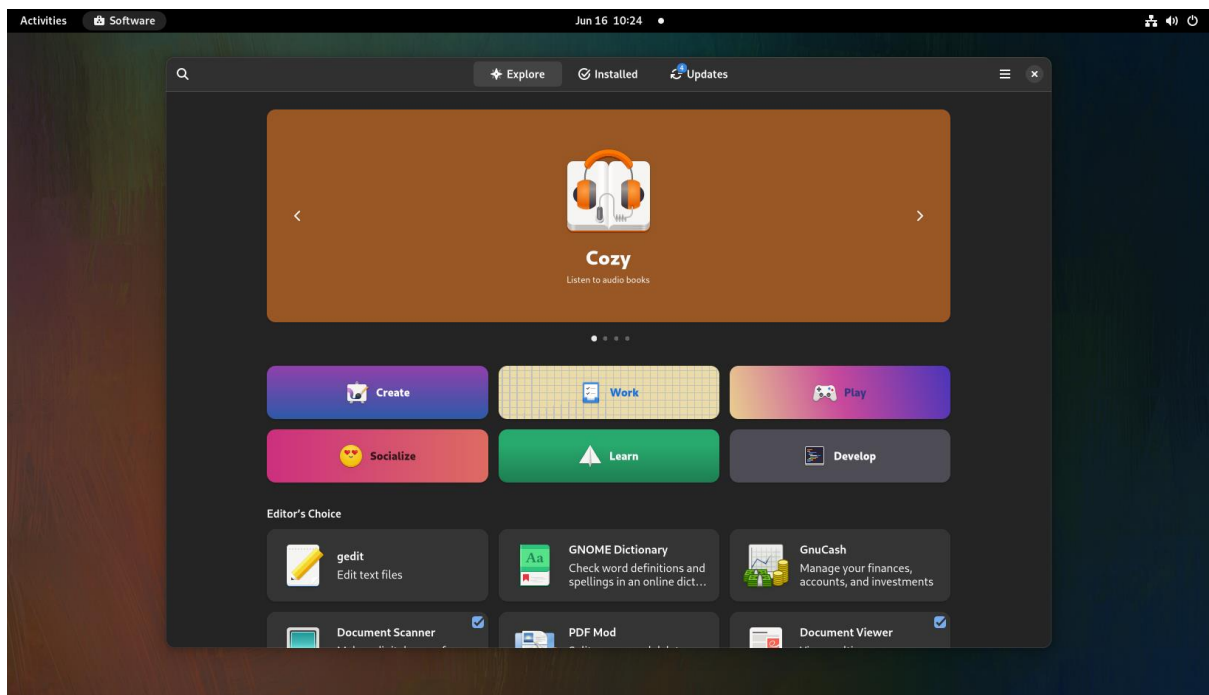 Activities Software Jun 16 10:24
Explore Installed 4 Updates
Cozy
Listen to audio books
Create Work Play
Socialize Learn Develop
Editor's Choice
gedit
Edit text files
GNOME Dictionary
Check word definitions and
spellings in an online dict…
GnuCash
Manage your finances,
accounts, and investments
Document Scanner
PDF Mod
Document Viewer